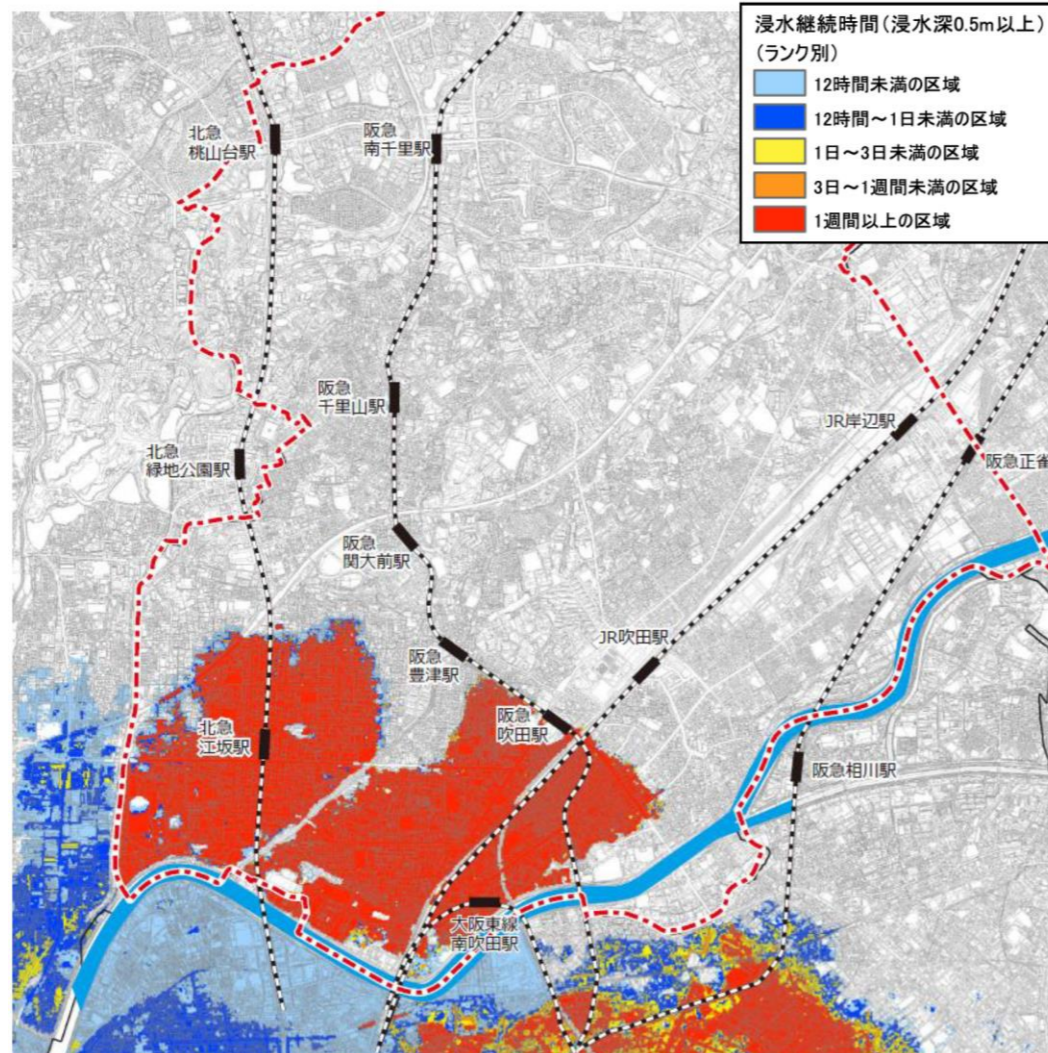 浸水継続時間(浸水深0.5m以上)
(ランク別)
12時間未満の区域
12時間~1日未満の区域
1日~3日未満の区域
3日~1週間未満の区域
1週間以上の区域
北急
桃山台駅
阪急
南千里駅
阪急
千里山駅
JR岸辺駅
北急
緑地公園駅
阪急正雀
阪急
関大前駅
JR吹田駅
阪急
豊津駅
阪急
吹田駅
北急
江坂駅
阪急相川駅
大阪東線
南吹田駅